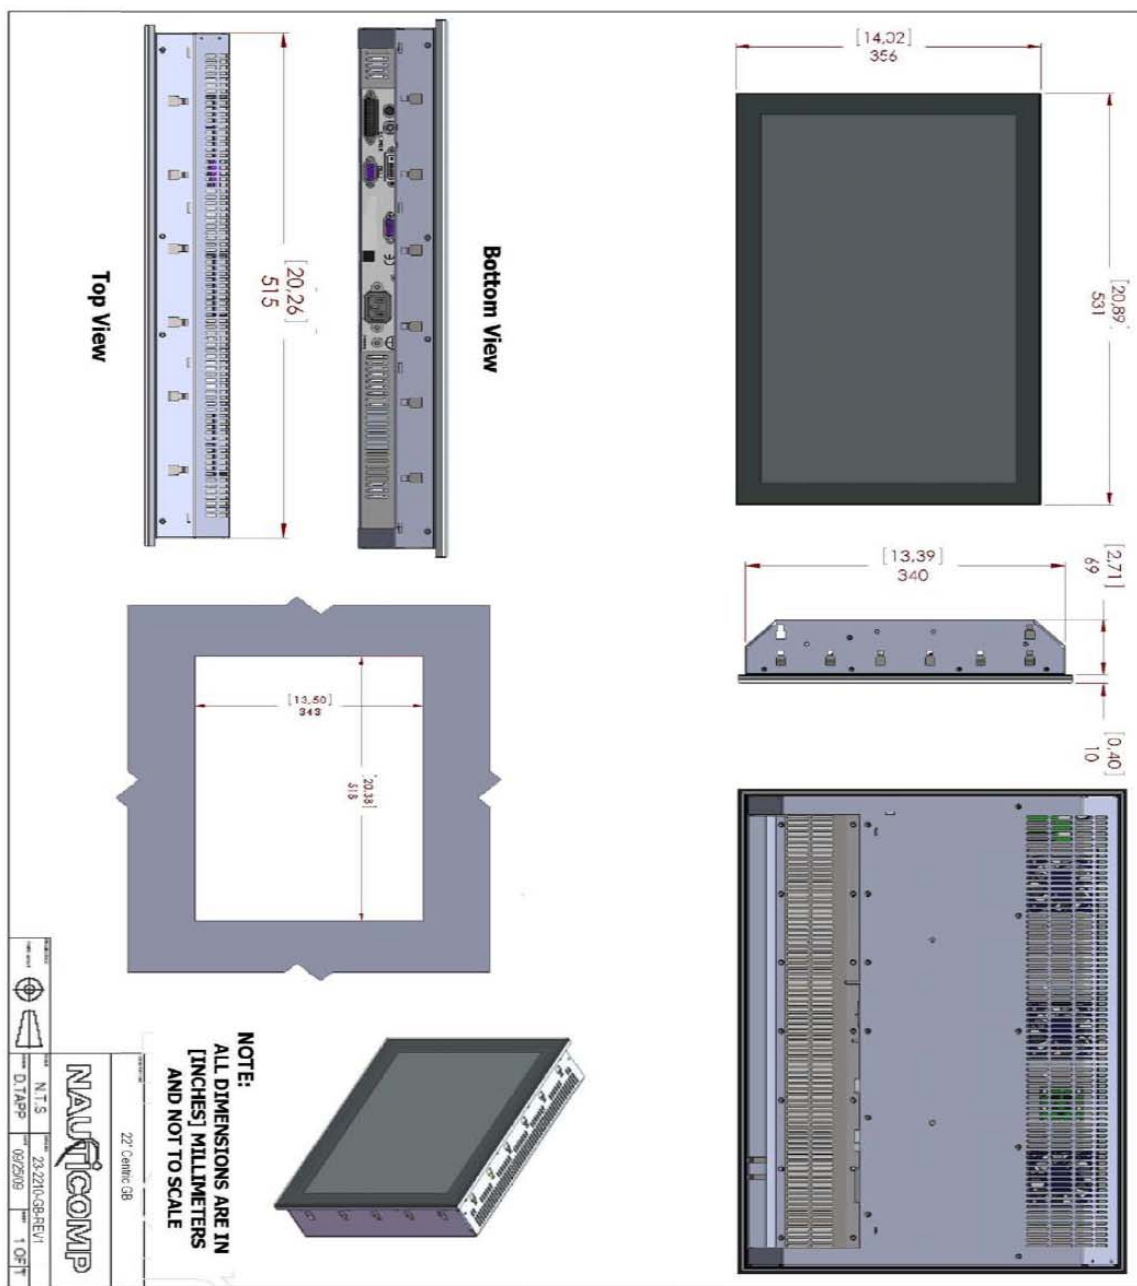 [14,02]
356
[20,89]
531
Bottom View
[20,26]
515
Top View
[13,39]
340
[2,71]
69
[0,40]
10
[13,50]
343
[20,38]
518
NOTE:
ALL DIMENSIONS ARE IN
[INCHES] MILLIMETERS
AND NOT TO SCALE
22" Centric GB
NAUTICOMP
N.T.S
23-2210-GB-REV1
D.TAPP
09/25/09
1 OF 1